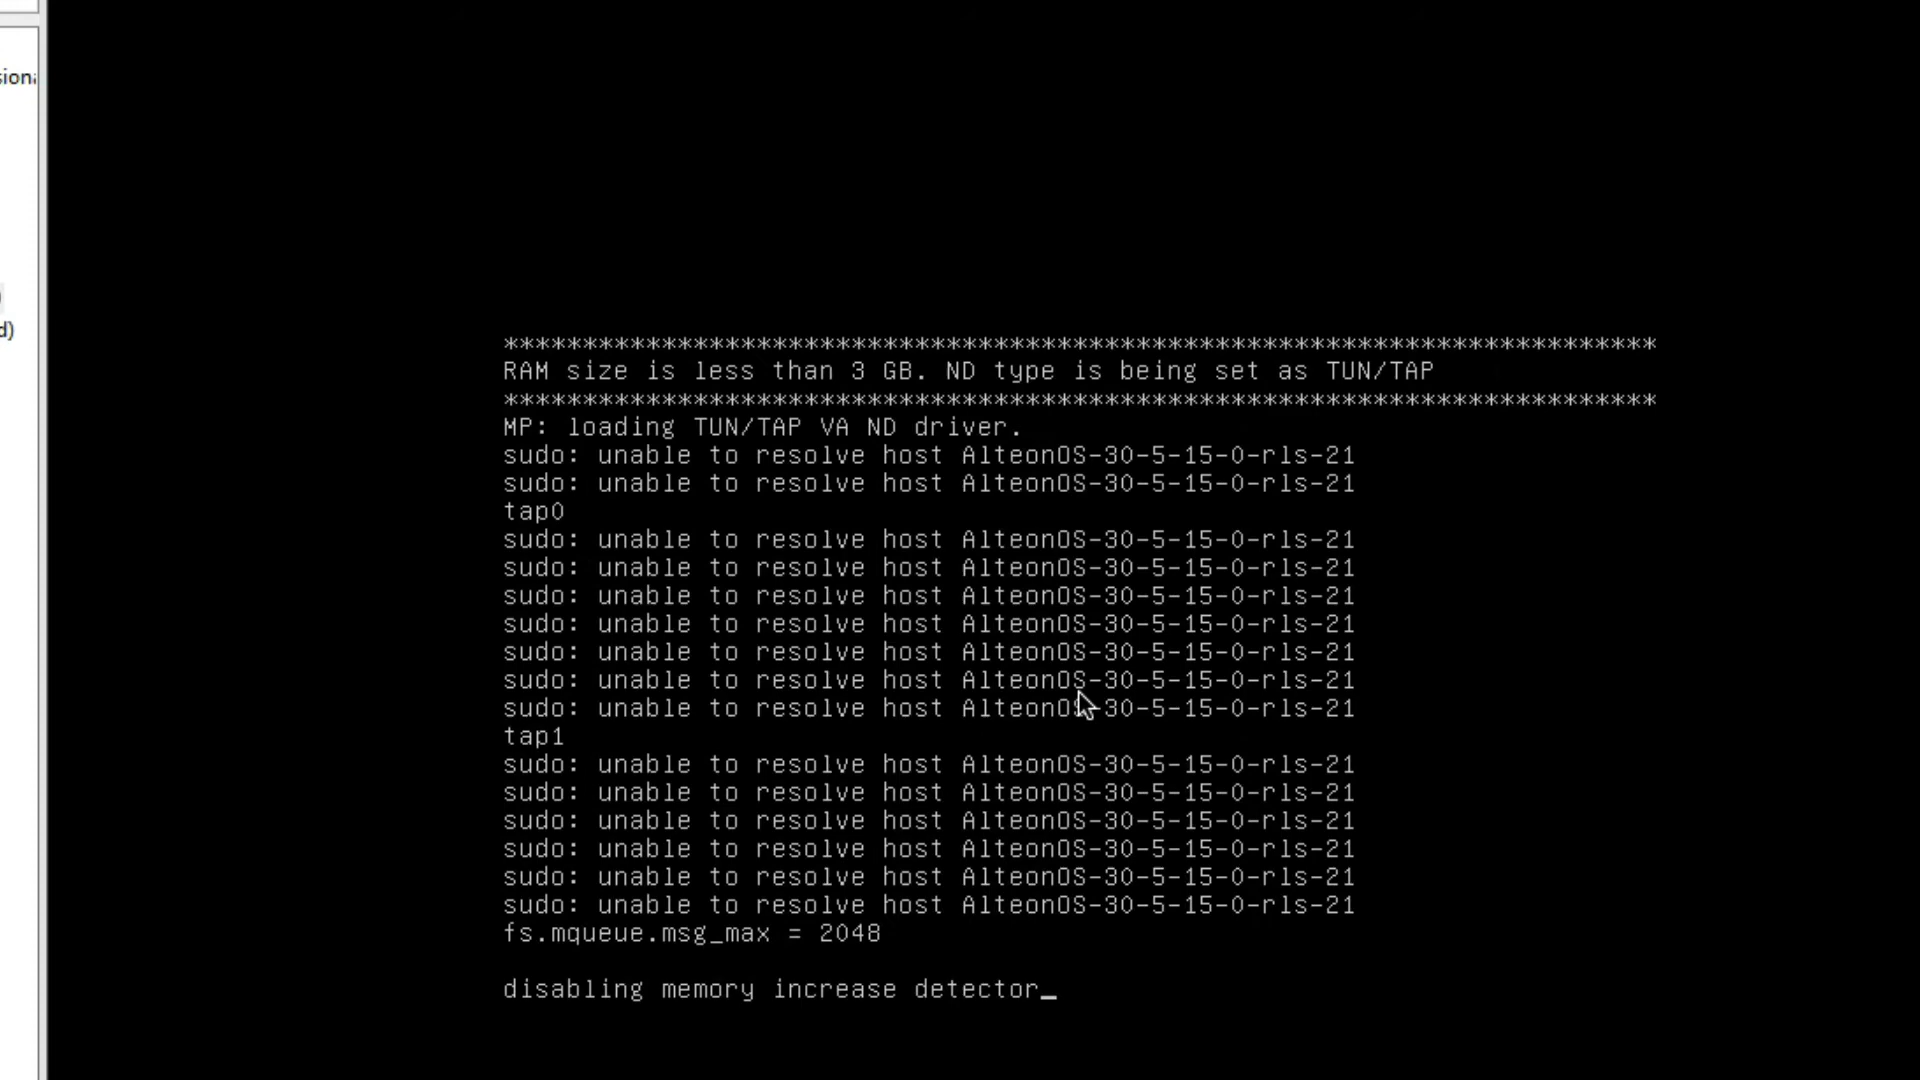 d)
*************************************************************************
RAM size is less than 3 GB. ND type is being set as TUN/TAP
*************************************************************************
MP: loading TUN/TAP VA ND driver.
sudo: unable to resolve host AlteonOS-30-5-15-0-rls-21
sudo: unable to resolve host AlteonOS-30-5-15-0-rls-21
tap0
sudo: unable to resolve host AlteonOS-30-5-15-0-rls-21
sudo: unable to resolve host AlteonOS-30-5-15-0-rls-21
sudo: unable to resolve host AlteonOS-30-5-15-0-rls-21
sudo: unable to resolve host AlteonOS-30-5-15-0-rls-21
sudo: unable to resolve host AlteonOS-30-5-15-0-rls-21
sudo: unable to resolve host AlteonOS-30-5-15-0-rls-21
sudo: unable to resolve host AlteonOS-30-5-15-0-rls-21
tap1
sudo: unable to resolve host AlteonOS-30-5-15-0-rls-21
sudo: unable to resolve host AlteonOS-30-5-15-0-rls-21
sudo: unable to resolve host AlteonOS-30-5-15-0-rls-21
sudo: unable to resolve host AlteonOS-30-5-15-0-rls-21
sudo: unable to resolve host AlteonOS-30-5-15-0-rls-21
sudo: unable to resolve host AlteonOS-30-5-15-0-rls-21
fs.mqueue.msg_max = 2048
disabling memory increase detector_